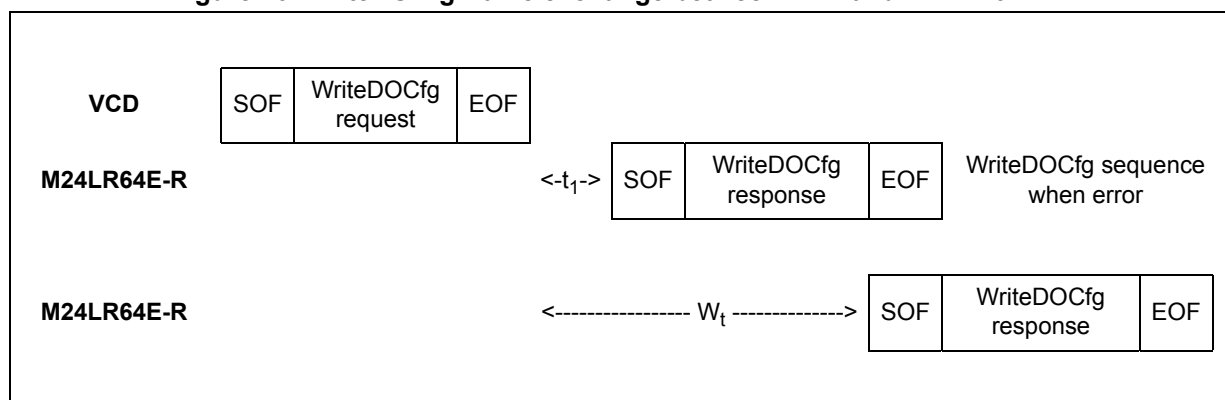 VCD SOF WriteDOCfg request EOF
M24LR64E-R <-t1-> SOF WriteDOCfg response EOF WriteDOCfg sequence when error
M24LR64E-R <----------------- Wt --------------> SOF WriteDOCfg response EOF